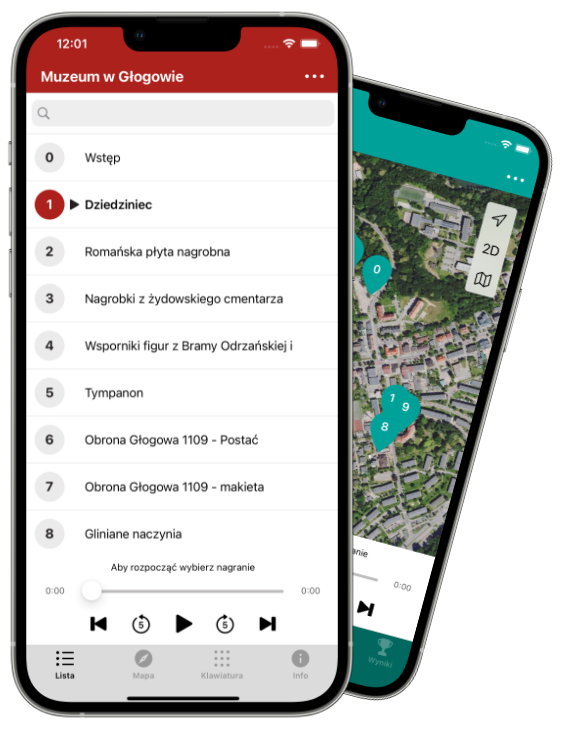 12:01
Muzeum w Głogowie
0 Wstęp
1 Dziedziniec
2 Romańska płyta nagrobna
3 Nagrobki z żydowskiego cmentarza
4 Wsporniki figur z Bramy Odrzańskiej i
5 Tympanon
6 Obrona Głogowa 1109 - Postać
7 Obrona Głogowa 1109 - makieta
8 Gliniane naczynia
Aby rozpocząć wybierz nagranie
0:00 0:00
5 5
Lista Mapa Klawiatura Info
2D
0
1
9
8
anie
0:00
Wyniki